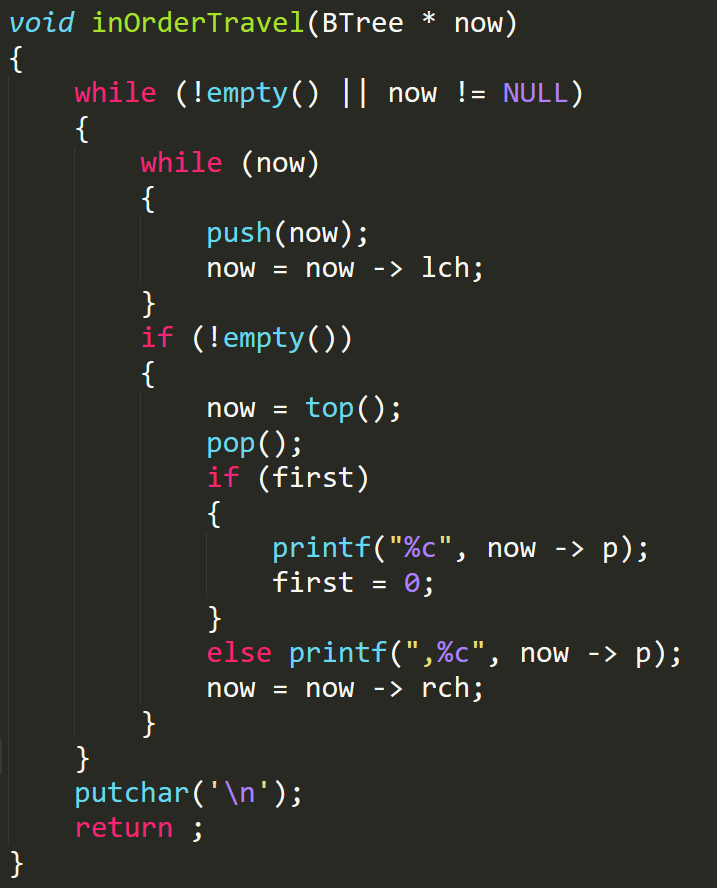 void inOrderTravel(BTree * now)
{
    while (!empty() || now != NULL)
    {
        while (now)
        {
            push(now);
            now = now -> lch;
        }
        if (!empty())
        {
            now = top();
            pop();
            if (first)
            {
                printf("%c", now -> p);
                first = 0;
            }
            else printf(",%c", now -> p);
            now = now -> rch;
        }
    }
    putchar('\n');
    return ;
}